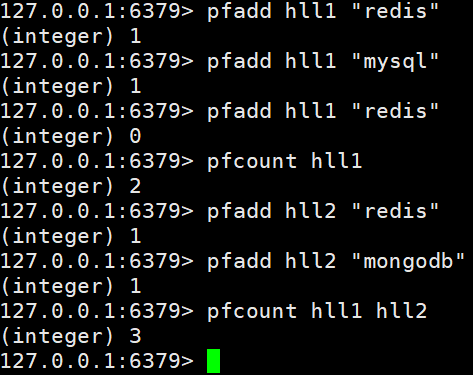 127.0.0.1:6379> pfadd hll1 "redis"
(integer) 1
127.0.0.1:6379> pfadd hll1 "mysql"
(integer) 1
127.0.0.1:6379> pfadd hll1 "redis"
(integer) 0
127.0.0.1:6379> pfcount hll1
(integer) 2
127.0.0.1:6379> pfadd hll2 "redis"
(integer) 1
127.0.0.1:6379> pfadd hll2 "mongodb"
(integer) 1
127.0.0.1:6379> pfcount hll1 hll2
(integer) 3
127.0.0.1:6379>